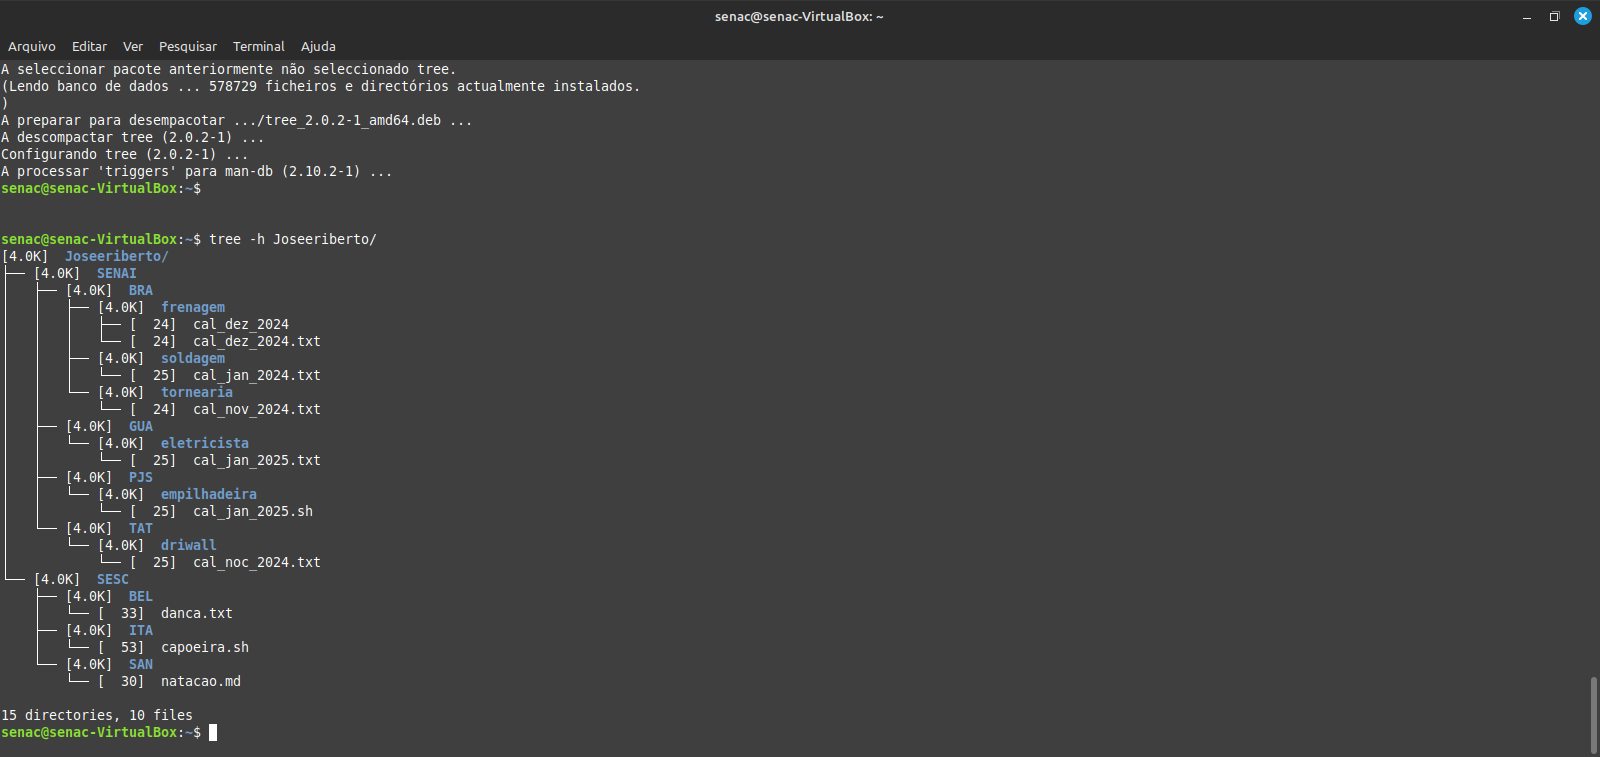 senac@senac-VirtualBox: ~
Arquivo Editar Ver Pesquisar Terminal Ajuda
A seleccionar pacote anteriormente não seleccionado tree.
(Lendo banco de dados ... 578729 ficheiros e directórios actualmente instalados.
)
A preparar para desempacotar .../tree_2.0.2-1_amd64.deb ...
A descompactar tree (2.0.2-1) ...
Configurando tree (2.0.2-1) ...
A processar 'triggers' para man-db (2.10.2-1) ...
senac@senac-VirtualBox:~$
senac@senac-VirtualBox:~$ tree -h Joseeriberto/
[4.0K]  Joseeriberto/
├── [4.0K]  SENAI
│   ├── [4.0K]  BRA
│   │   ├── [4.0K]  frenagem
│   │   │   ├── [  24]  cal_dez_2024
│   │   │   └── [  24]  cal_dez_2024.txt
│   │   ├── [4.0K]  soldagem
│   │   │   └── [  25]  cal_jan_2024.txt
│   │   └── [4.0K]  tornearia
│   │       └── [  24]  cal_nov_2024.txt
│   ├── [4.0K]  GUA
│   │   └── [4.0K]  eletricista
│   │       └── [  25]  cal_jan_2025.txt
│   ├── [4.0K]  PJS
│   │   └── [4.0K]  empilhadeira
│   │       └── [  25]  cal_jan_2025.sh
│   └── [4.0K]  TAT
│       └── [4.0K]  driwall
│           └── [  25]  cal_noc_2024.txt
└── [4.0K]  SESC
    ├── [4.0K]  BEL
    │   └── [  33]  danca.txt
    ├── [4.0K]  ITA
    │   └── [  53]  capoeira.sh
    └── [4.0K]  SAN
        └── [  30]  natacao.md
15 directories, 10 files
senac@senac-VirtualBox:~$